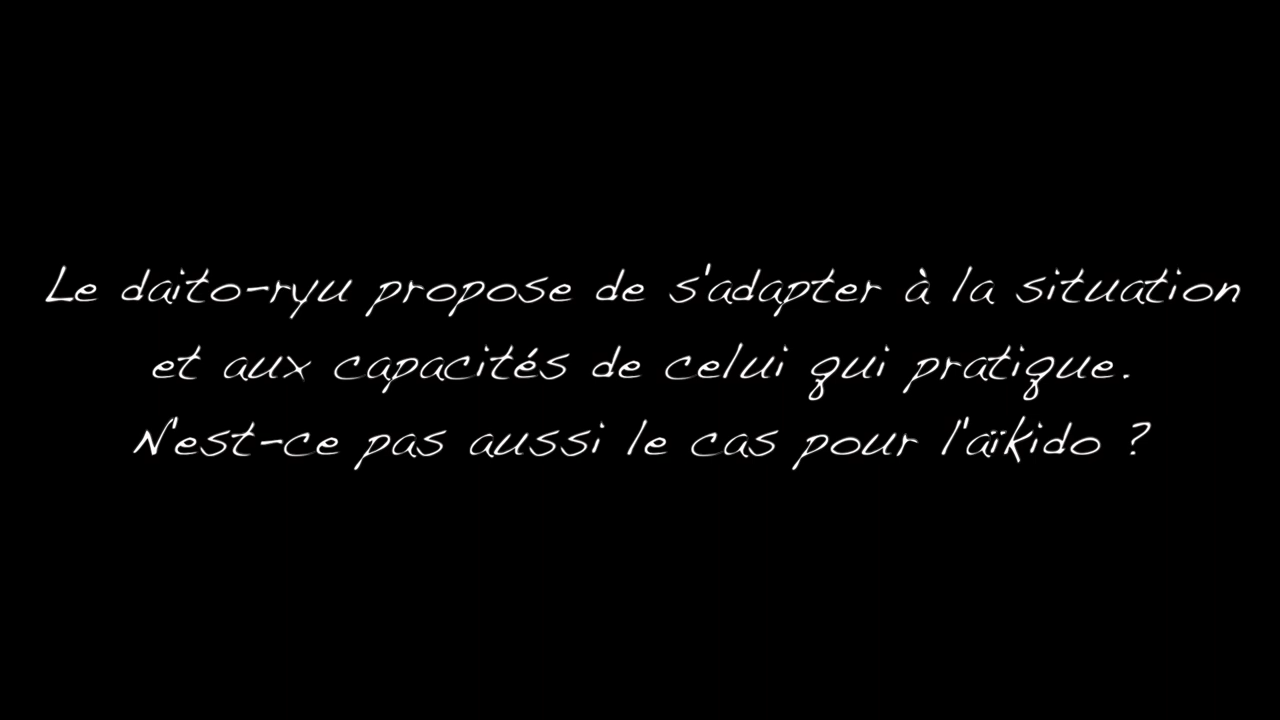 Le daito-ryu propose de s'adapter à la situation
et aux capacités de celui qui pratique.
N'est-ce pas aussi le cas pour l'aïkido ?